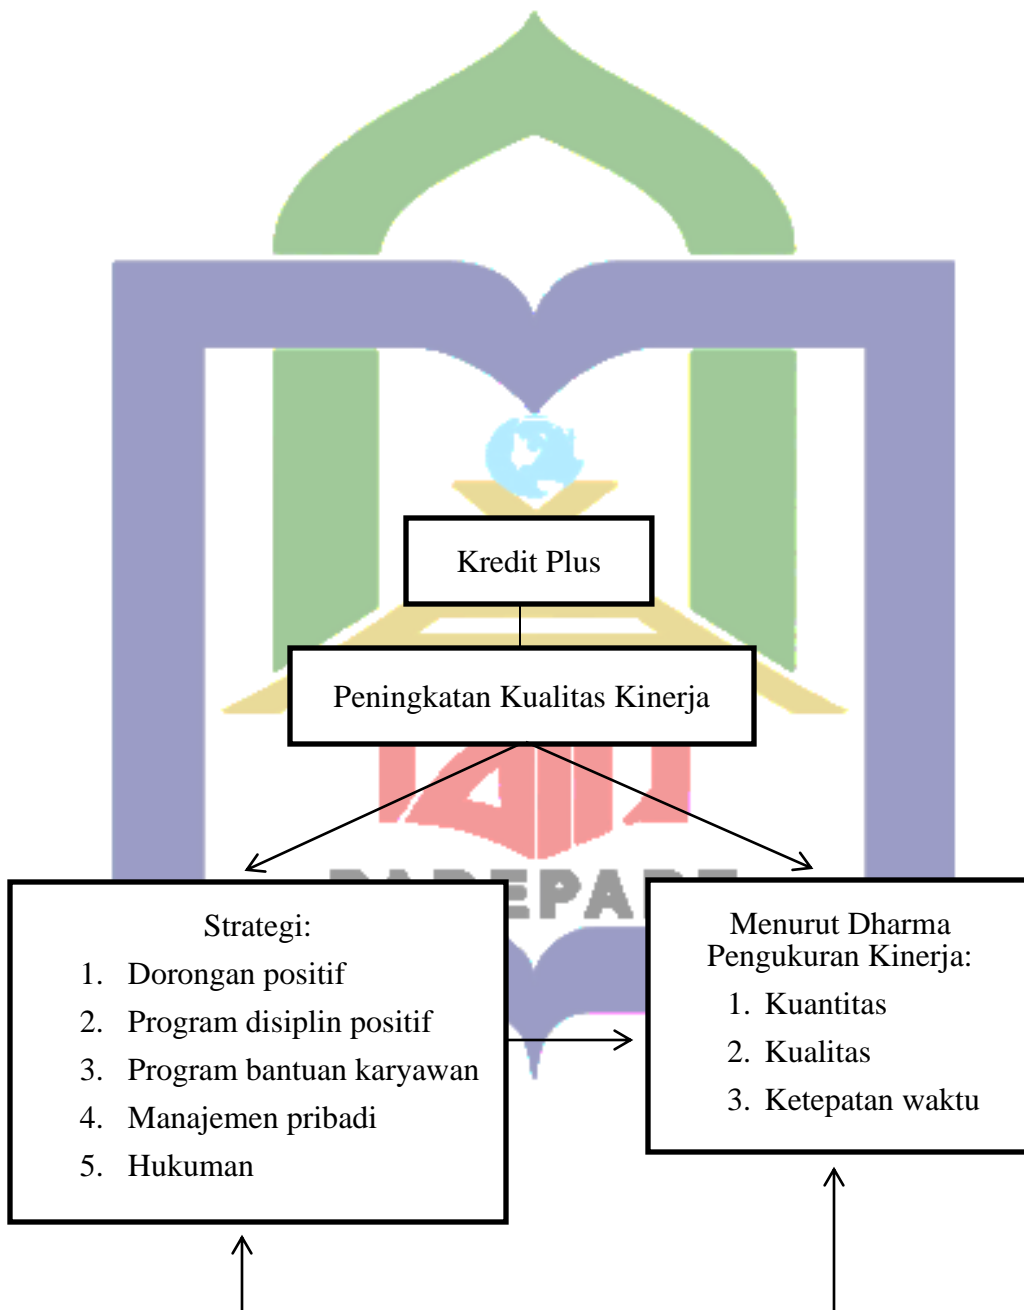 Kredit Plus
Peningkatan Kualitas Kinerja
Strategi:
1. Dorongan positif
2. Program disiplin positif
3. Program bantuan karyawan
4. Manajemen pribadi
5. Hukuman
Menurut Dharma
Pengukuran Kinerja:
1. Kuantitas
2. Kualitas
3. Ketepatan waktu